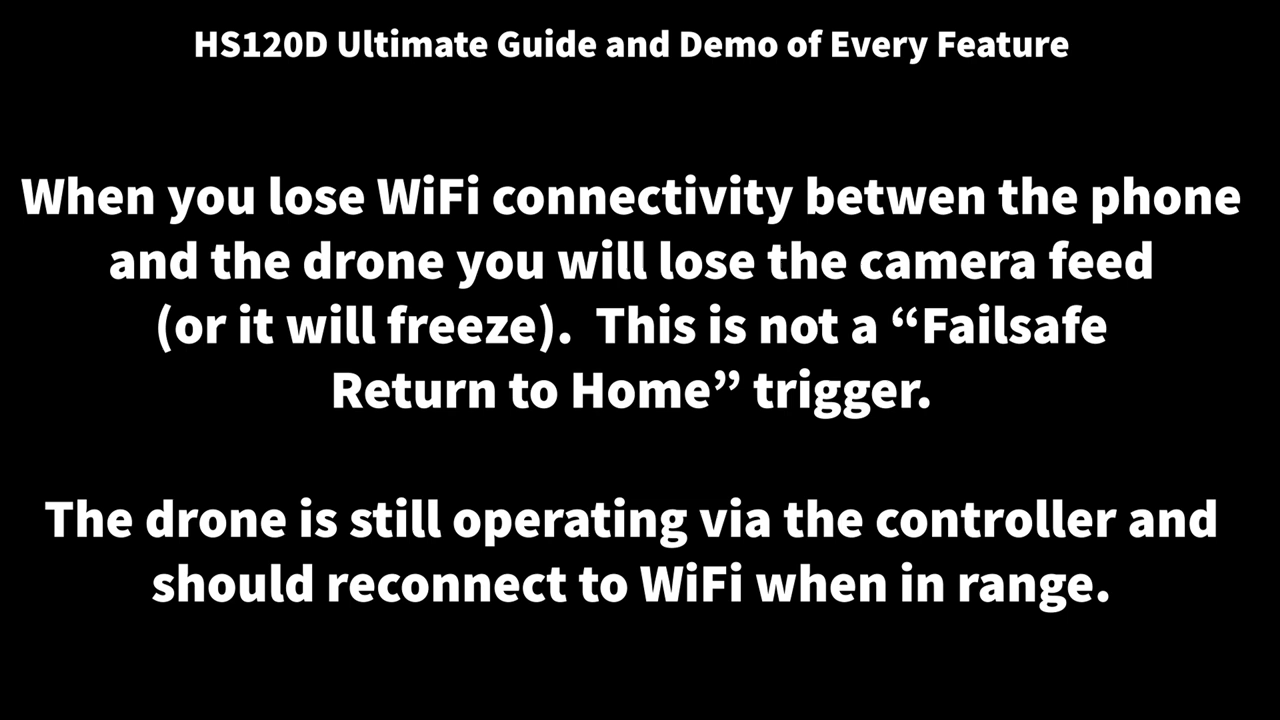 HS120D Ultimate Guide and Demo of Every Feature
When you lose WiFi connectivity betwen the phone
and the drone you will lose the camera feed
(or it will freeze).  This is not a “Failsafe
Return to Home” trigger.
The drone is still operating via the controller and
should reconnect to WiFi when in range.